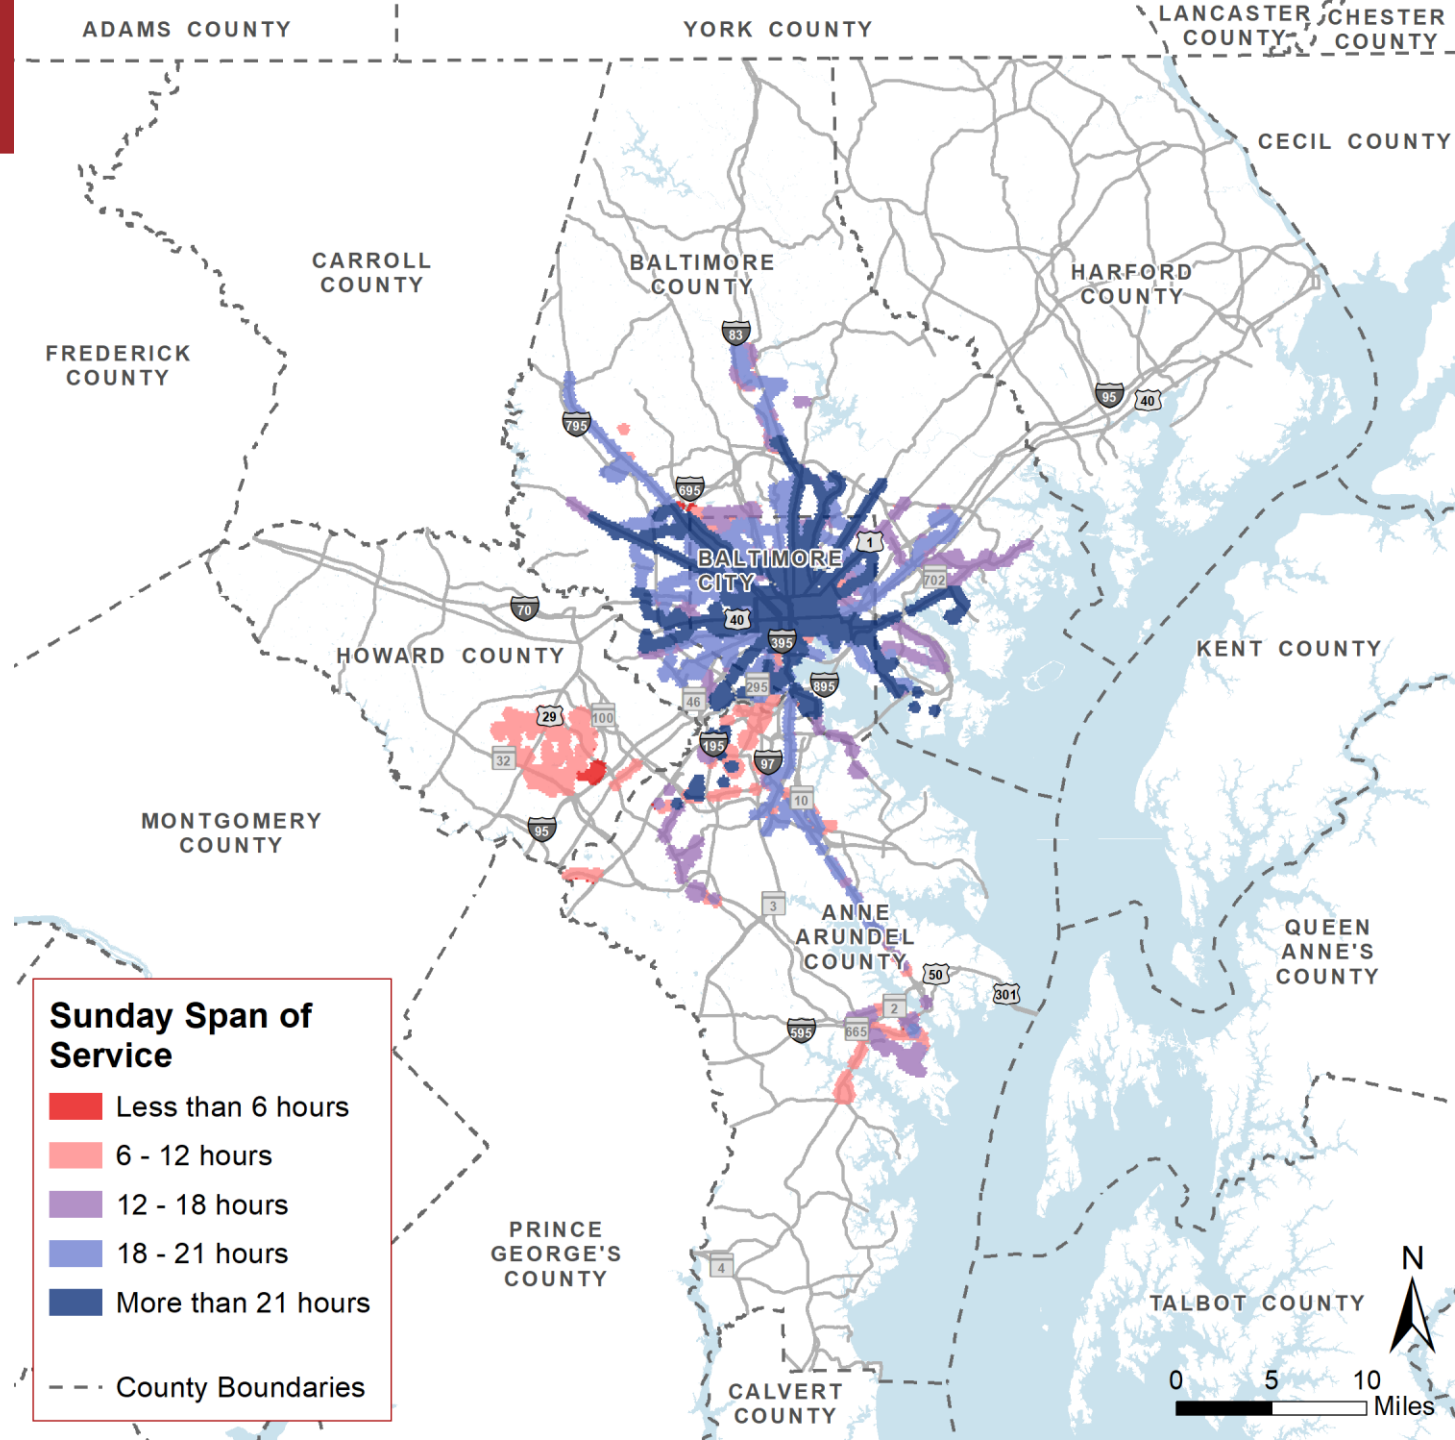 ADAMS COUNTY
YORK COUNTY
LANCASTER
COUNTY
CHESTER
COUNTY
CECIL COUNTY
CARROLL
COUNTY
BALTIMORE
COUNTY
HARFORD
COUNTY
83
FREDERICK
COUNTY
95
40
795
695
1
BALTIMORE
CITY
702
70
40
395
HOWARD COUNTY
KENT COUNTY
295
895
46
29
100
195
32
97
10
MONTGOMERY
COUNTY
95
3
ANNE
ARUNDEL
COUNTY
QUEEN
ANNE'S
COUNTY
50
301
2
595
665
Sunday Span of
Service
Less than 6 hours
6 - 12 hours
12 - 18 hours
18 - 21 hours
More than 21 hours
County Boundaries
PRINCE
GEORGE'S
COUNTY
4
TALBOT COUNTY
N
0 5 10
Miles
CALVERT
COUNTY